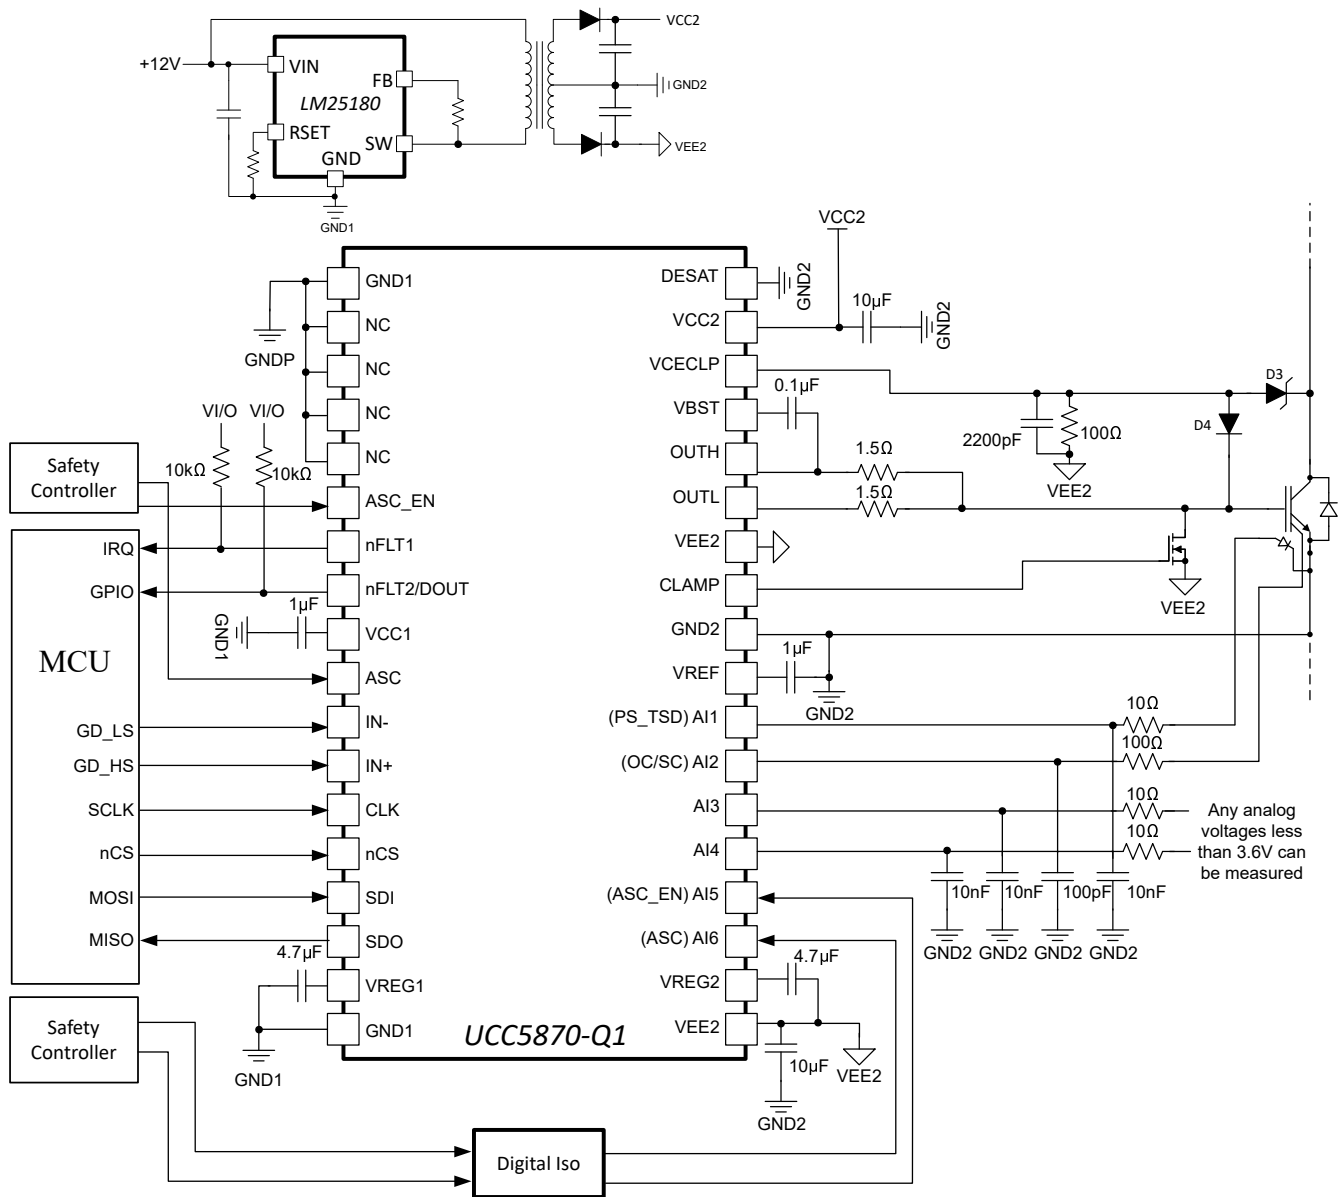 VCC2
+12V
VIN
FB
LM25180
GND2
RSET
SW
GND
VEE2
GND1
VCC2
GND1
DESAT
GND2
10µF
GND2
NC
VCC2
GNDP
NC
VCECLP
D3
0.1µF
VI/O
VI/O
NC
VBST
D4
2200pF
100Ω
Safety
Controller
10kΩ
10kΩ
NC
OUTH
1.5Ω
VEE2
ASC_EN
OUTL
1.5Ω
IRQ
nFLT1
VEE2
GPIO
nFLT2/DOUT
CLAMP
VEE2
1µF
GND1
VCC1
GND2
MCU
1µF
ASC
VREF
GND2
GD_LS
IN-
(PS_TSD) AI1
10Ω
GD_HS
IN+
(OC/SC) AI2
100Ω
SCLK
CLK
AI3
10Ω
Any analog
voltages less
than 3.6V can
be measured
nCS
nCS
AI4
10Ω
MOSI
SDI
(ASC_EN) AI5
10nF
10nF
100pF
10nF
MISO
SDO
(ASC) AI6
GND2
GND2
GND2
GND2
4.7µF
4.7µF
VREG1
VREG2
Safety
Controller
GND1
UCC5870-Q1
VEE2
GND1
10µF
VEE2
GND2
Digital Iso